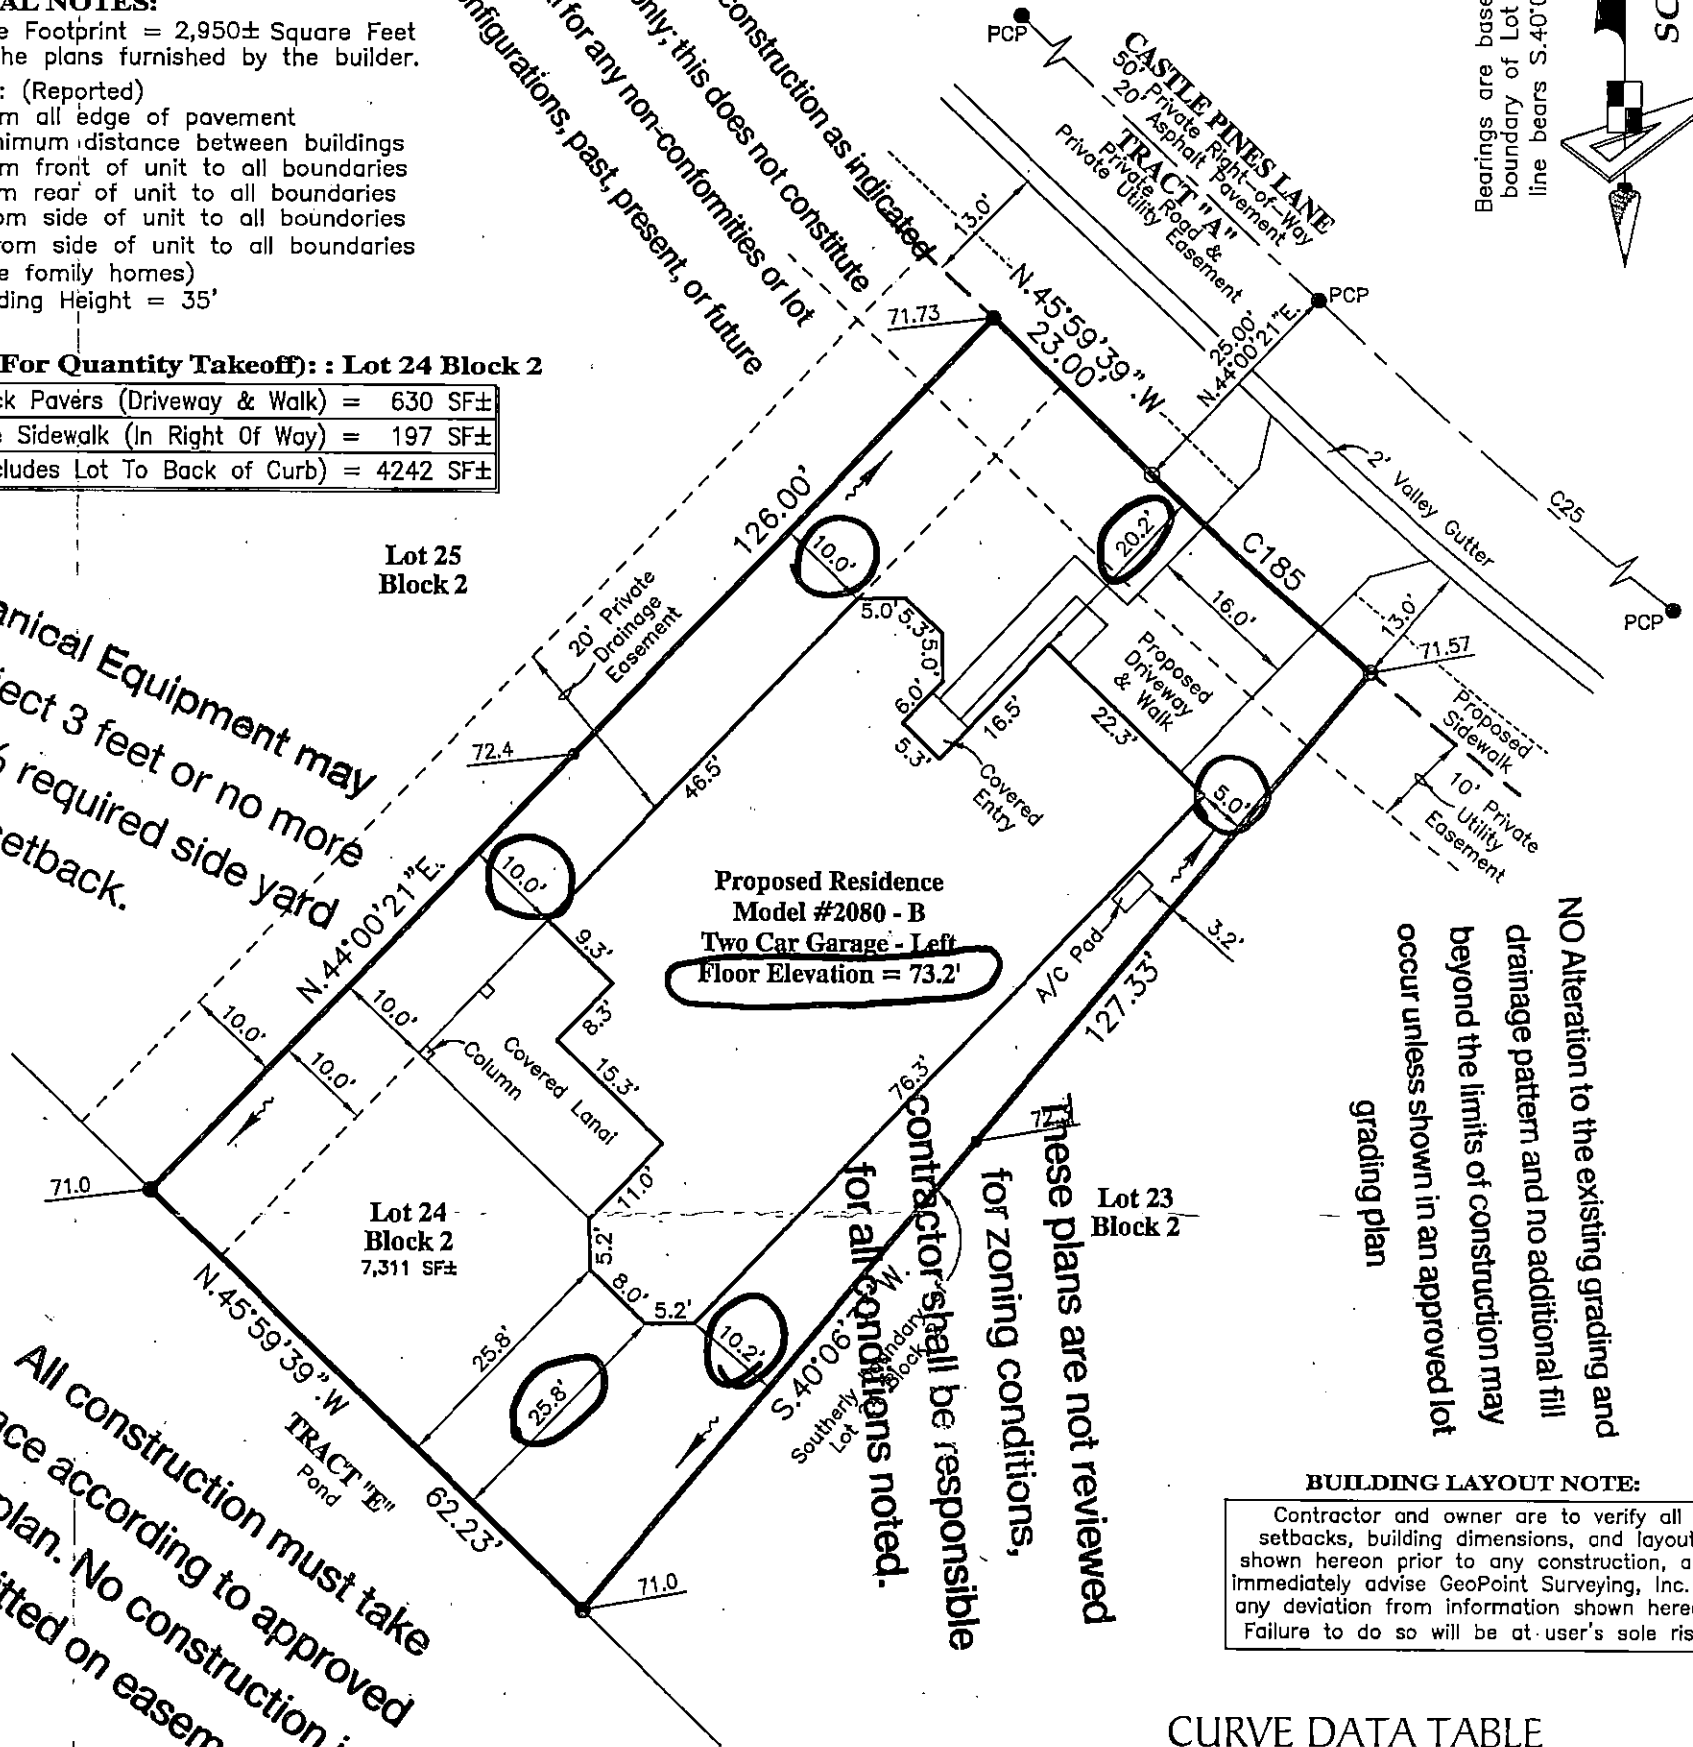 AL NOTES:
e Footprint = 2,950± Square Feet
he plans furnished by the builder.
: (Reported)
m all edge of pavement
nimum distance between buildings
m front of unit to all boundaries
m rear of unit to all boundaries
om side of unit to all boundaries
rom side of unit to all boundaries
e family homes)
ding Height = 35'
For Quantity Takeoff): : Lot 24 Block 2
ck Pavers (Driveway & Walk) = 630 SF±
e Sidewalk (In Right Of Way) = 197 SF±
cludes Lot To Back of Curb) = 4242 SF±
construction as indicated
only; this does not constitute
for any non-conformities or lot
nfigurations, past, present, or future
PCP
CASTLE PINES LANE
50' Private Right-of-Way
20' Asphalt Pavement
TRACT "A"
Private Road &
Private Utility Easement
Bearings are base
boundary of Lot
line bears S.40°0
SC
PCP
13.0'
71.73
N.45°59'39".W
23.00'
25.00'
N.44°00'21"E.
2' Valley Gutter
C25
PCP
C185
126.00'
10.0'
20.2'
16.0'
13.0'
71.57
Lot 25
Block 2
20' Private
Drainage
Easement
5.0'
5.3'
5.0'
6.0'
5.3'
16.5'
22.3'
Proposed
Driveway
& Walk
Proposed
Sidewalk
10' Private
Utility
Easement
Covered
Entry
72.4
46.5'
5.0'
anical Equipment may
ject 3 feet or no more
% required side yard
setback.
10.0'
N.44°00'21"E.
Proposed Residence
Model #2080 - B
Two Car Garage - Left
Floor Elevation = 73.2'
9.3'
8.3'
15.3'
11.0'
10.0'
10.0'
10.0'
Column
Covered Lanai
A/C Pad
3.2'
127.33'
76.3'
NO Alteration to the existing grading and
drainage pattern and no additional fill
beyond the limits of construction may
occur unless shown in an approved lot
grading plan
These plans are not reviewed
for zoning conditions,
contractor shall be responsible
for all conditions noted.
Lot 23
Block 2
71.0
Lot 24
Block 2
7,311 SF±
5.2'
8.0'
5.2'
10.2'
25.8'
25.8'
Southerly
Lot
Block
N.45°59'39".W
TRACT "E"
Pond
62.23'
71.0
All construction must take
ace according to approved
plan. No construction i
itted on easem
BUILDING LAYOUT NOTE:
Contractor and owner are to verify all
setbacks, building dimensions, and layout
shown hereon prior to any construction, a
immediately advise GeoPoint Surveying, Inc.
any deviation from information shown here
Failure to do so will be at user's sole ris
CURVE DATA TABLE